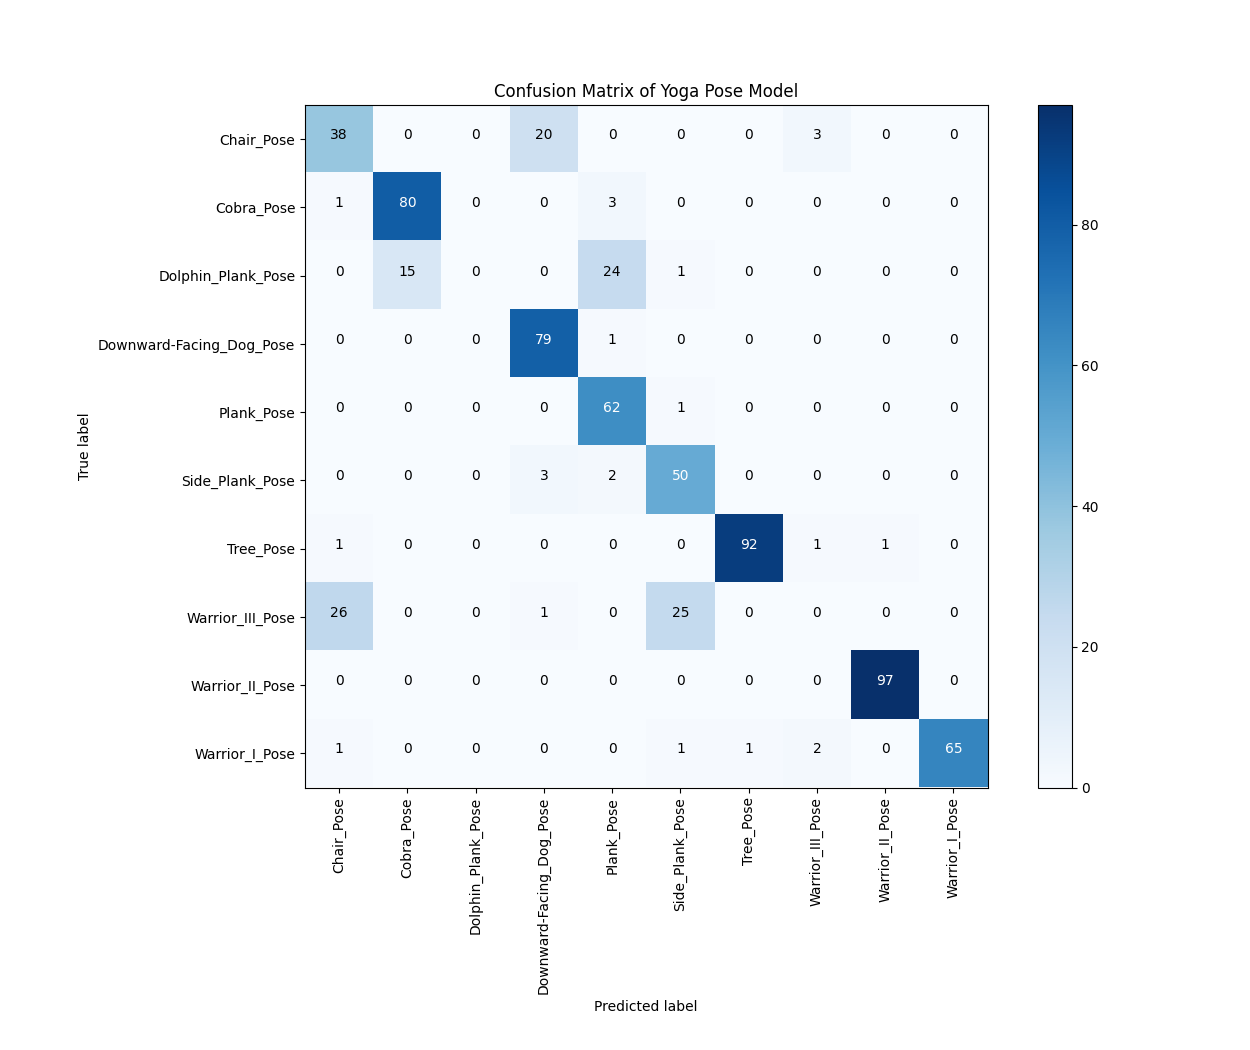 Confusion Matrix of Yoga Pose Model
Chair_Pose 38 0 0 20 0 0 0 3 0 0
Cobra_Pose 1 80 0 0 3 0 0 0 0 0
80
Dolphin_Plank_Pose 0 15 0 0 24 1 0 0 0 0
Downward-Facing_Dog_Pose 0 0 0 79 1 0 0 0 0 0
60
Plank_Pose 0 0 0 0 62 1 0 0 0 0
True label
Side_Plank_Pose 0 0 0 3 2 50 0 0 0 0
40
Tree_Pose 1 0 0 0 0 0 92 1 1 0
Warrior_III_Pose 26 0 0 1 0 25 0 0 0 0
20
Warrior_II_Pose 0 0 0 0 0 0 0 0 97 0
Warrior_I_Pose 1 0 0 0 0 1 1 2 0 65
0
Chair_Pose
Cobra_Pose
Dolphin_Plank_Pose
Downward-Facing_Dog_Pose
Plank_Pose
Side_Plank_Pose
Tree_Pose
Warrior_III_Pose
Warrior_II_Pose
Warrior_I_Pose
Predicted label